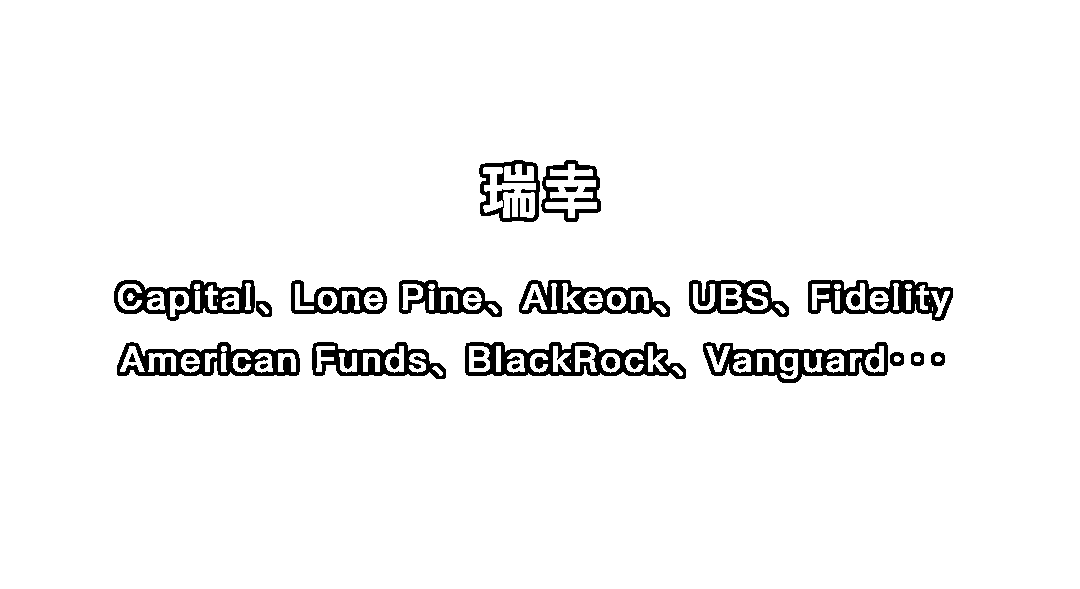 瑞幸
Capital、Lone Pine、Alkeon、UBS、Fidelity
American Funds、BlackRock、Vanguard···